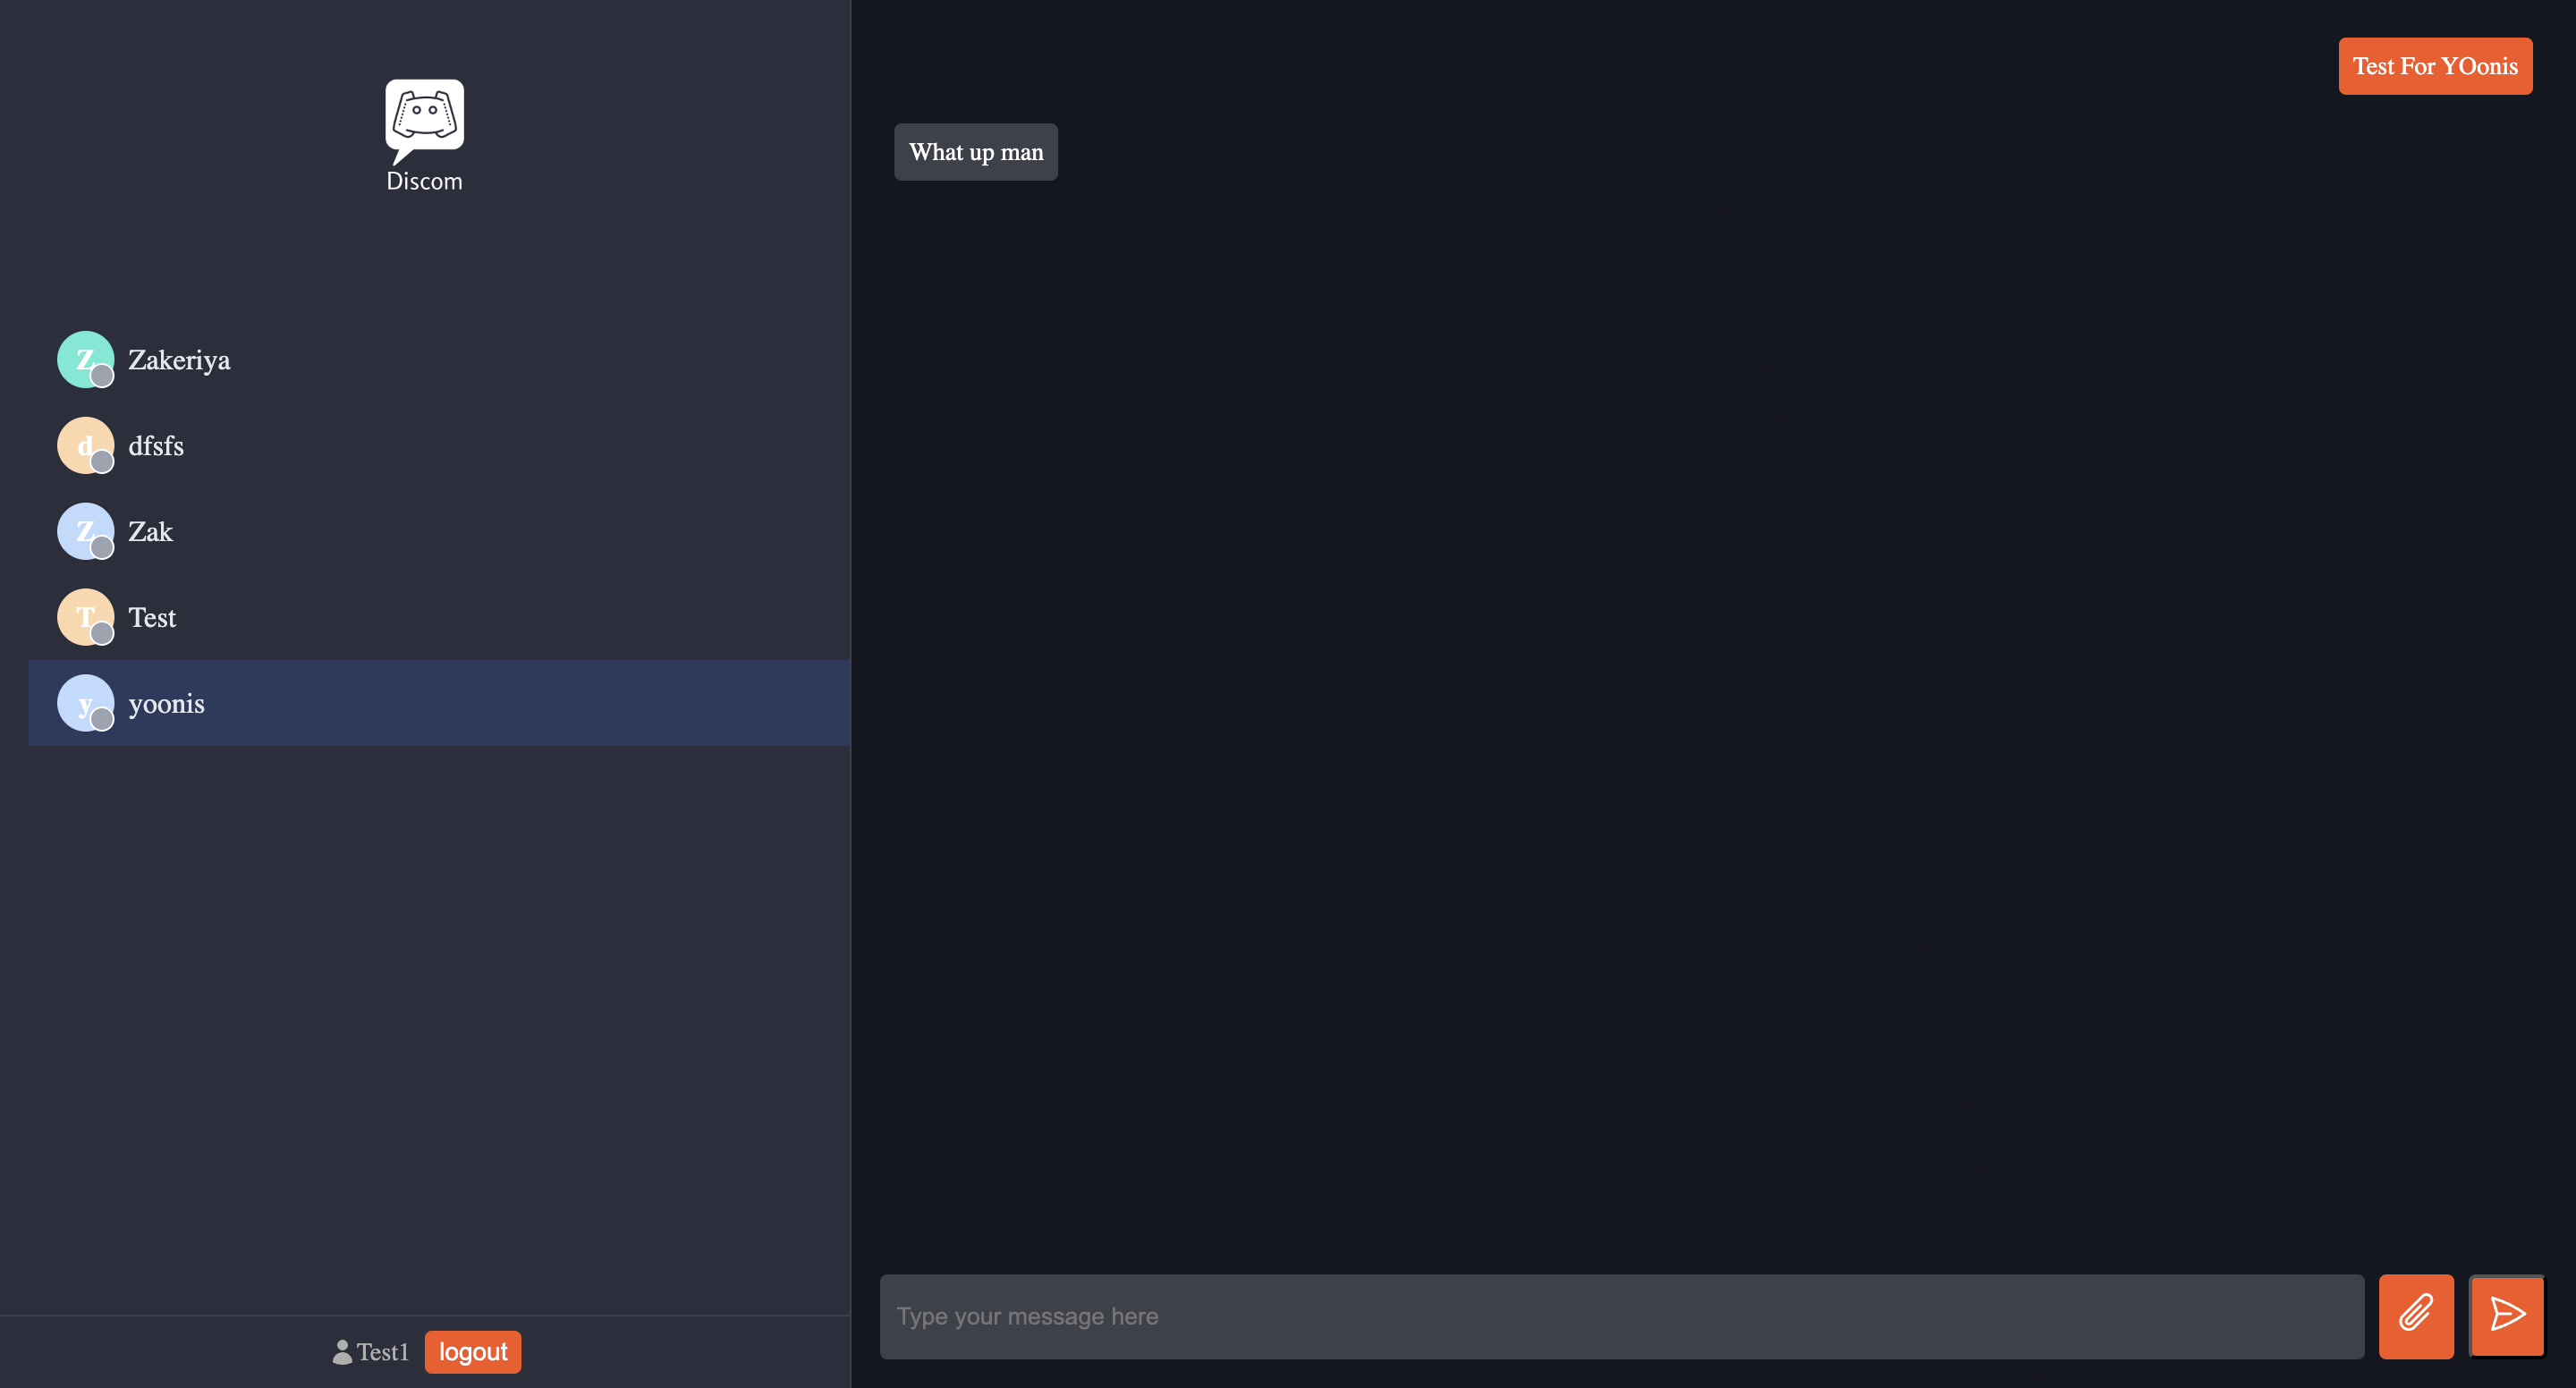 Discom
Z Zakeriya
d dfsfs
Z Zak
T Test
y yoonis
Test1 logout
Test For YOonis
What up man
Type your message here